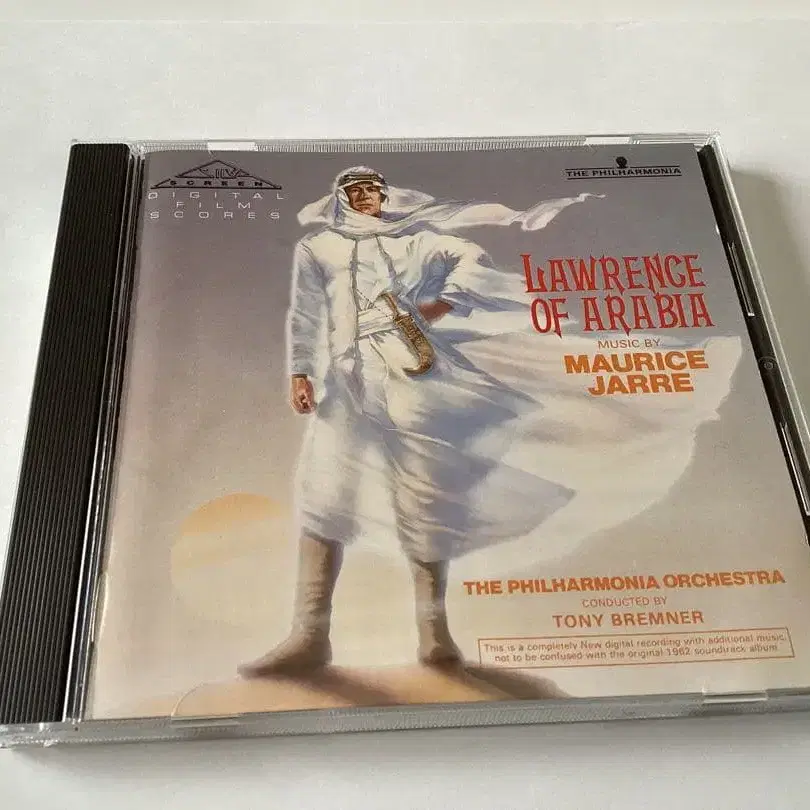 SILVA
SCREEN
DIGITAL
FILM
SCORES
THE PHILHARMONIA
LAWRENCE
OF ARABIA
MUSIC BY
MAURICE
JARRE
THE PHILHARMONIA ORCHESTRA
CONDUCTED BY
TONY BREMNER
This is a completely New digital recording with additional music,
not to be confused with the original 1962 soundtrack album